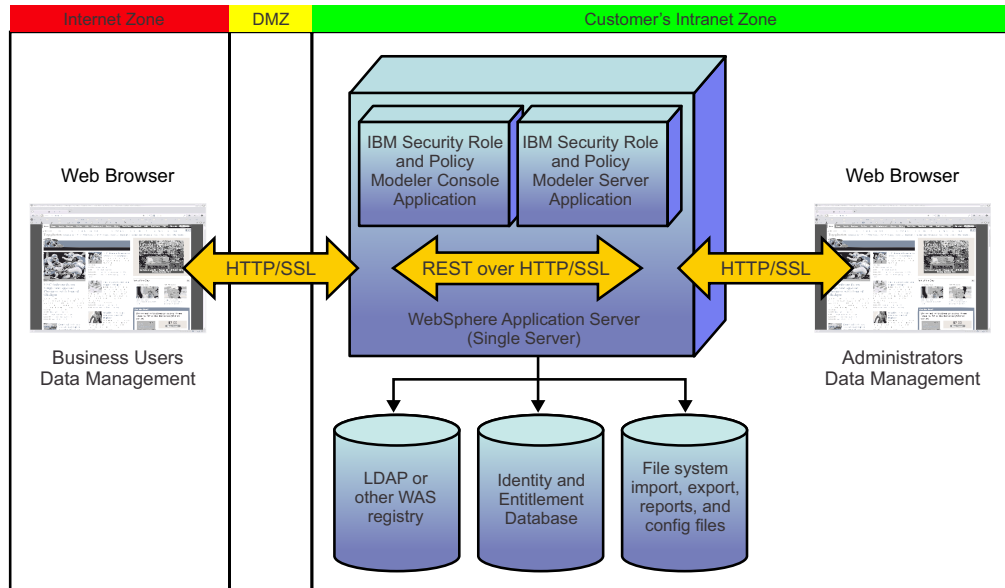 Internet Zone
DMZ
Customer's Intranet Zone
IBM Security Role
and Policy
Modeler Console
Application
IBM Security Role
and Policy
Modeler Server
Application
Web Browser
Web Browser
HTTP/SSL
REST over HTTP/SSL
HTTP/SSL
WebSphere Application Server
(Single Server)
Business Users
Data Management
Administrators
Data Management
LDAP or
other WAS
registry
Identity and
Entitlement
Database
File system
import, export,
reports, and
config files